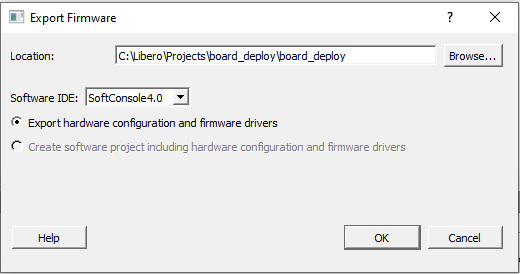 Export Firmware
?
Location:
C:\Libero\Projects\board_deploy\board_deploy
Browse...
Software IDE:
SoftConsole4.0
Export hardware configuration and firmware drivers
Create software project including hardware configuration and firmware drivers
Help
OK
Cancel